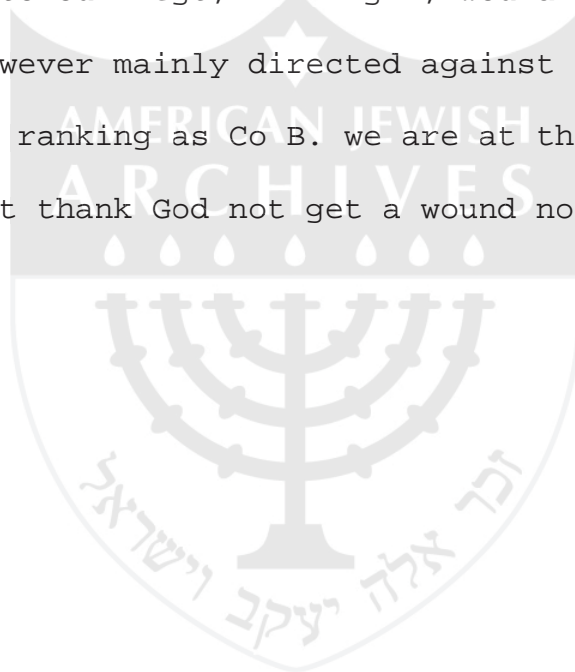 wever mainly directed against
AMERICAN JEWISH
ranking as Co B. we are at th
ARCHIVES
t thank God not get a wound no
זכר אלה יעקב וישראל